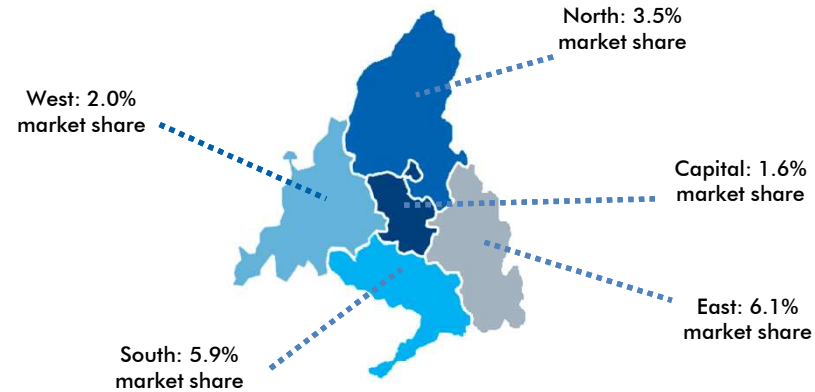 North: 3.5%
market share
West: 2.0%
market share
Capital: 1.6%
market share
East: 6.1%
market share
South: 5.9%
market share